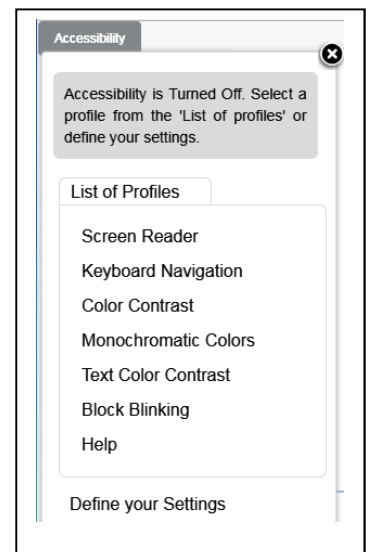 Accessibility
Accessibility is Turned Off. Select a
profile from the 'List of profiles' or
define your settings.
List of Profiles
Screen Reader
Keyboard Navigation
Color Contrast
Monochromatic Colors
Text Color Contrast
Block Blinking
Help
Define your Settings